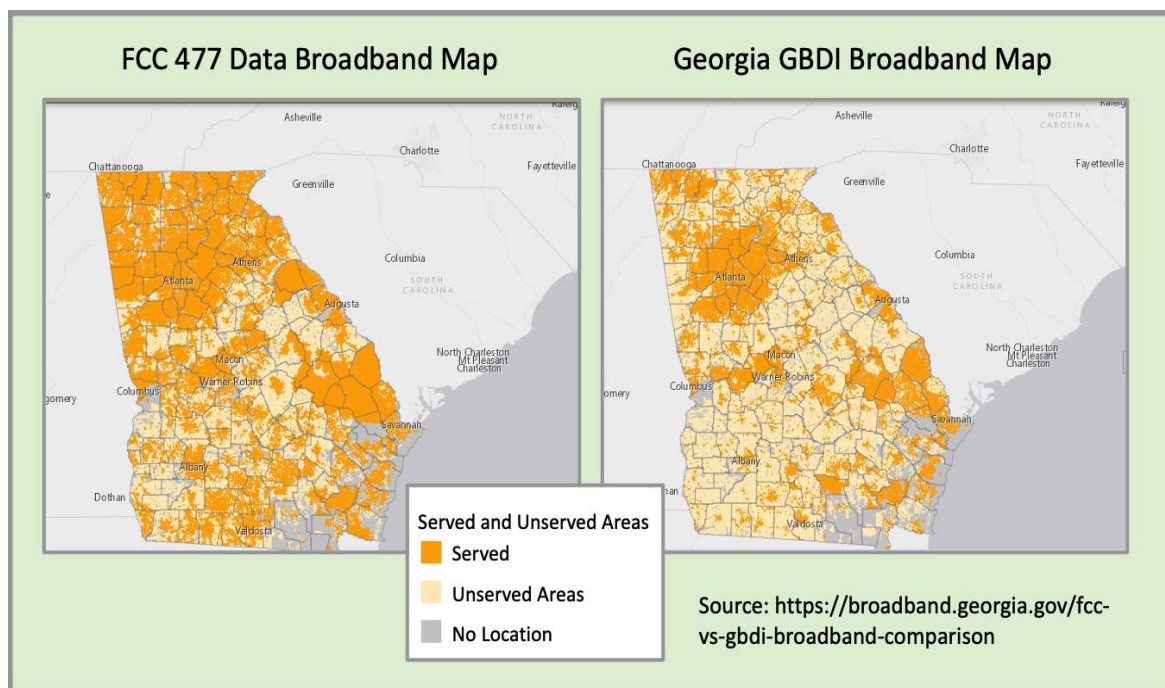 FCC 477 Data Broadband Map
Georgia GBDI Broadband Map
Asheville
NORTH
CAROLINA
Charlotte
Chattanooga
Fayetteville
Greenville
Columbia
SOUTH
CAROLINA
Athens
Atlanta
Augusta
North Charleston
Mt Pleasant
Charleston
Macon
Warner Robins
Columbus
Savannah
Albany
Dothan
Valdosta
Asheville
NORTH
CAROLINA
Charlotte
Chattanooga
Fayetteville
Greenville
Columbia
SOUTH
CAROLINA
Athens
Atlanta
Augusta
North Charleston
Mt Pleasant
Charleston
Macon
Warner Robins
Columbus
Savannah
Albany
Valdosta
Served and Unserved Areas
Served
Unserved Areas
No Location
Source: https://broadband.georgia.gov/fcc-
vs-gbdi-broadband-comparison